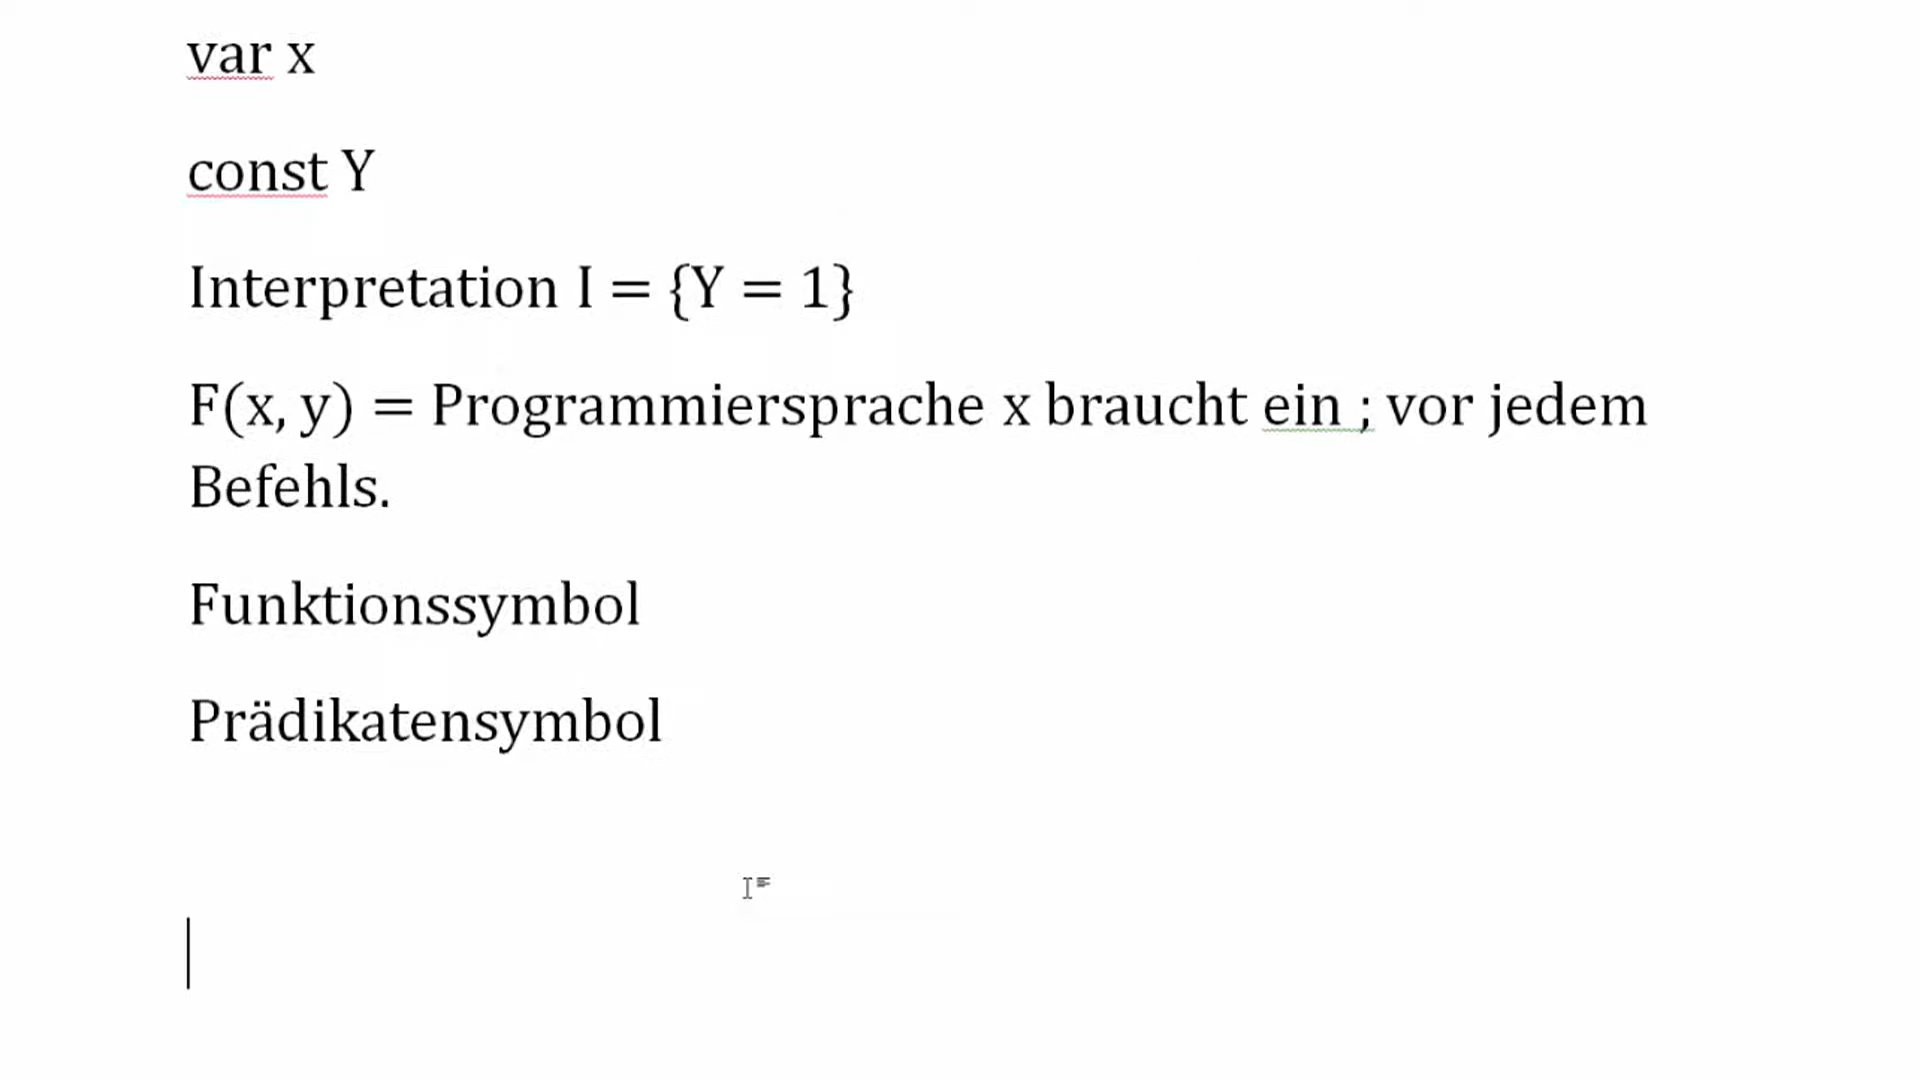 var x
const Y
Interpretation I = {Y = 1}
F(x, y) = Programmiersprache x braucht ein ; vor jedem
Befehls.
Funktionssymbol
Prädikatensymbol